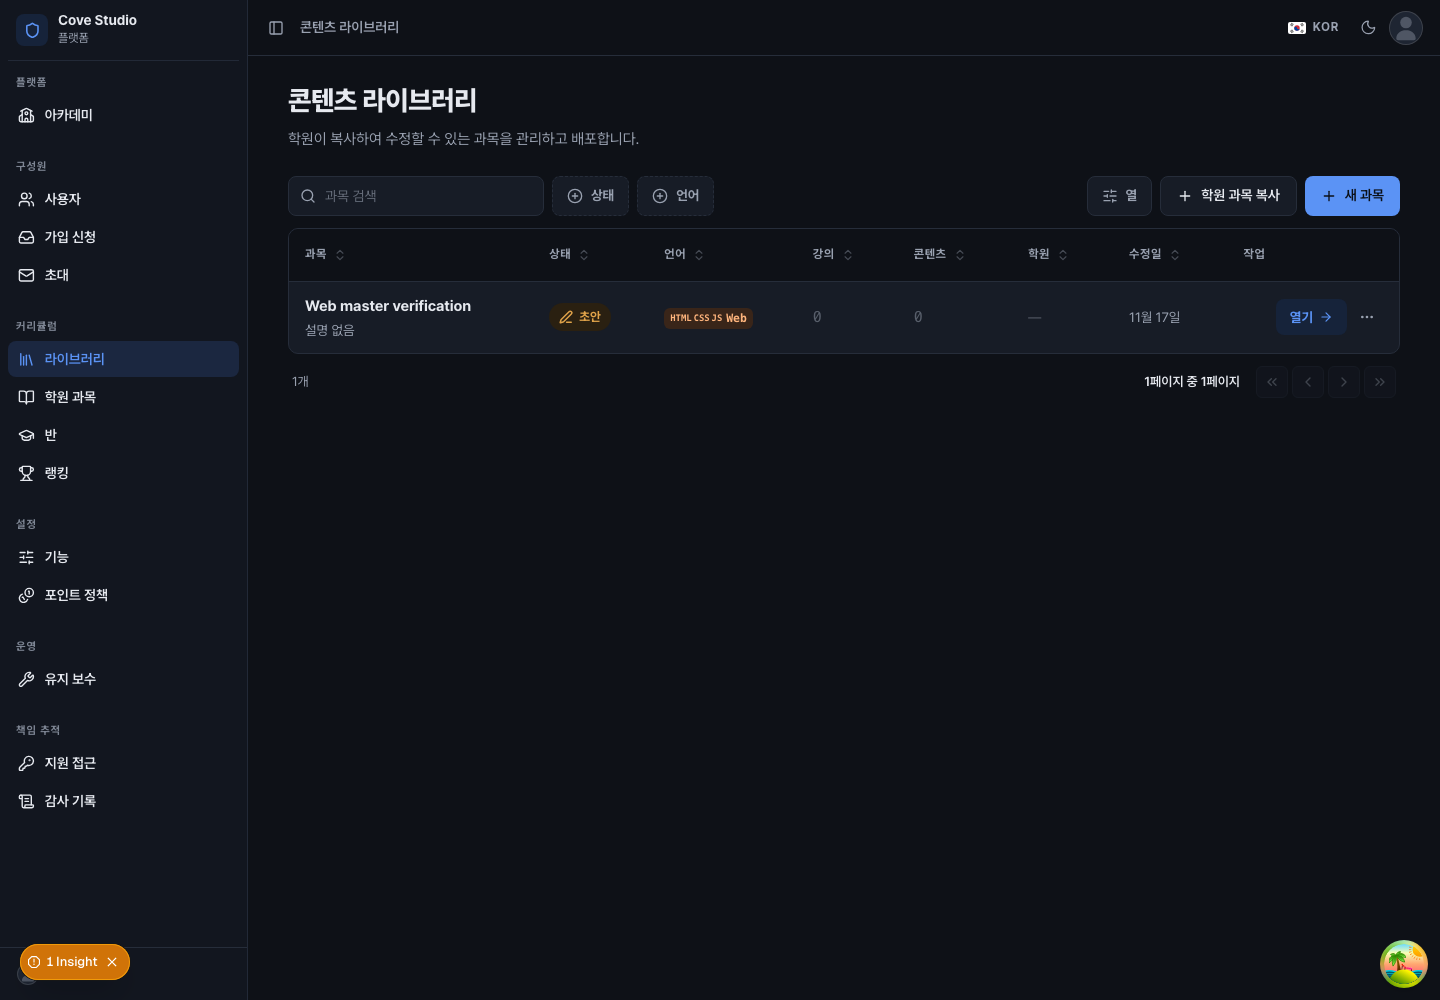 Cove Studio
플랫폼
플랫폼
아카데미
구성원
사용자
가입 신청
초대
커리큘럼
라이브러리
학원 과목
반
랭킹
설정
기능
포인트 정책
운영
유지 보수
책임 추적
지원 접근
감사 기록
1 Insight
콘텐츠 라이브러리
KOR
콘텐츠 라이브러리
학원이 복사하여 수정할 수 있는 과목을 관리하고 배포합니다.
과목 검색 상태 언어 열 학원 과목 복사 새 과목
과목 상태 언어 강의 콘텐츠 학원 수정일 작업
Web master verification
설명 없음
초안 HTML CSS JS Web 0 0 — 11월 17일 열기
1개 1페이지 중 1페이지